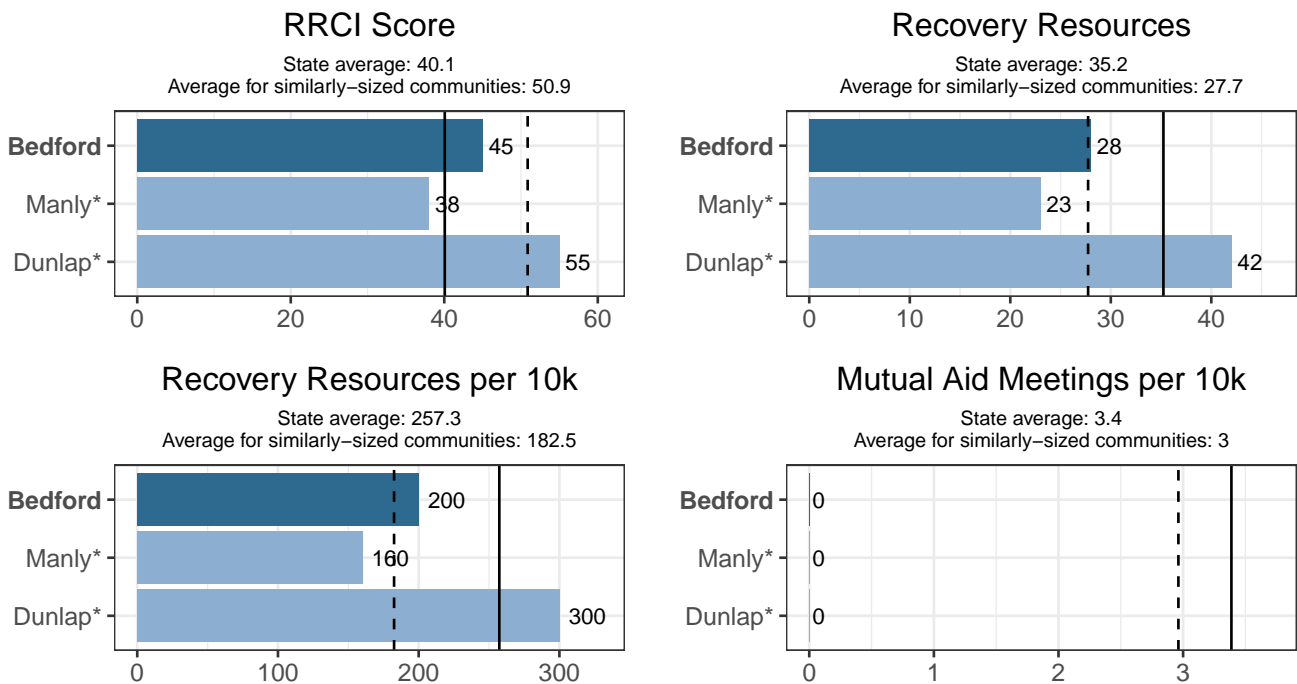 RRCI Score
State average: 40.1
Average for similarly−sized communities: 50.9
Bedford
45
Manly*
38
Dunlap*
55
0 20 40 60
Recovery Resources
State average: 35.2
Average for similarly−sized communities: 27.7
Bedford
28
Manly*
23
Dunlap*
42
0 10 20 30 40
Recovery Resources per 10k
State average: 257.3
Average for similarly−sized communities: 182.5
Bedford
200
Manly*
160
Dunlap*
300
0 100 200 300
Mutual Aid Meetings per 10k
State average: 3.4
Average for similarly−sized communities: 3
Bedford
0
Manly*
0
Dunlap*
0
0 1 2 3